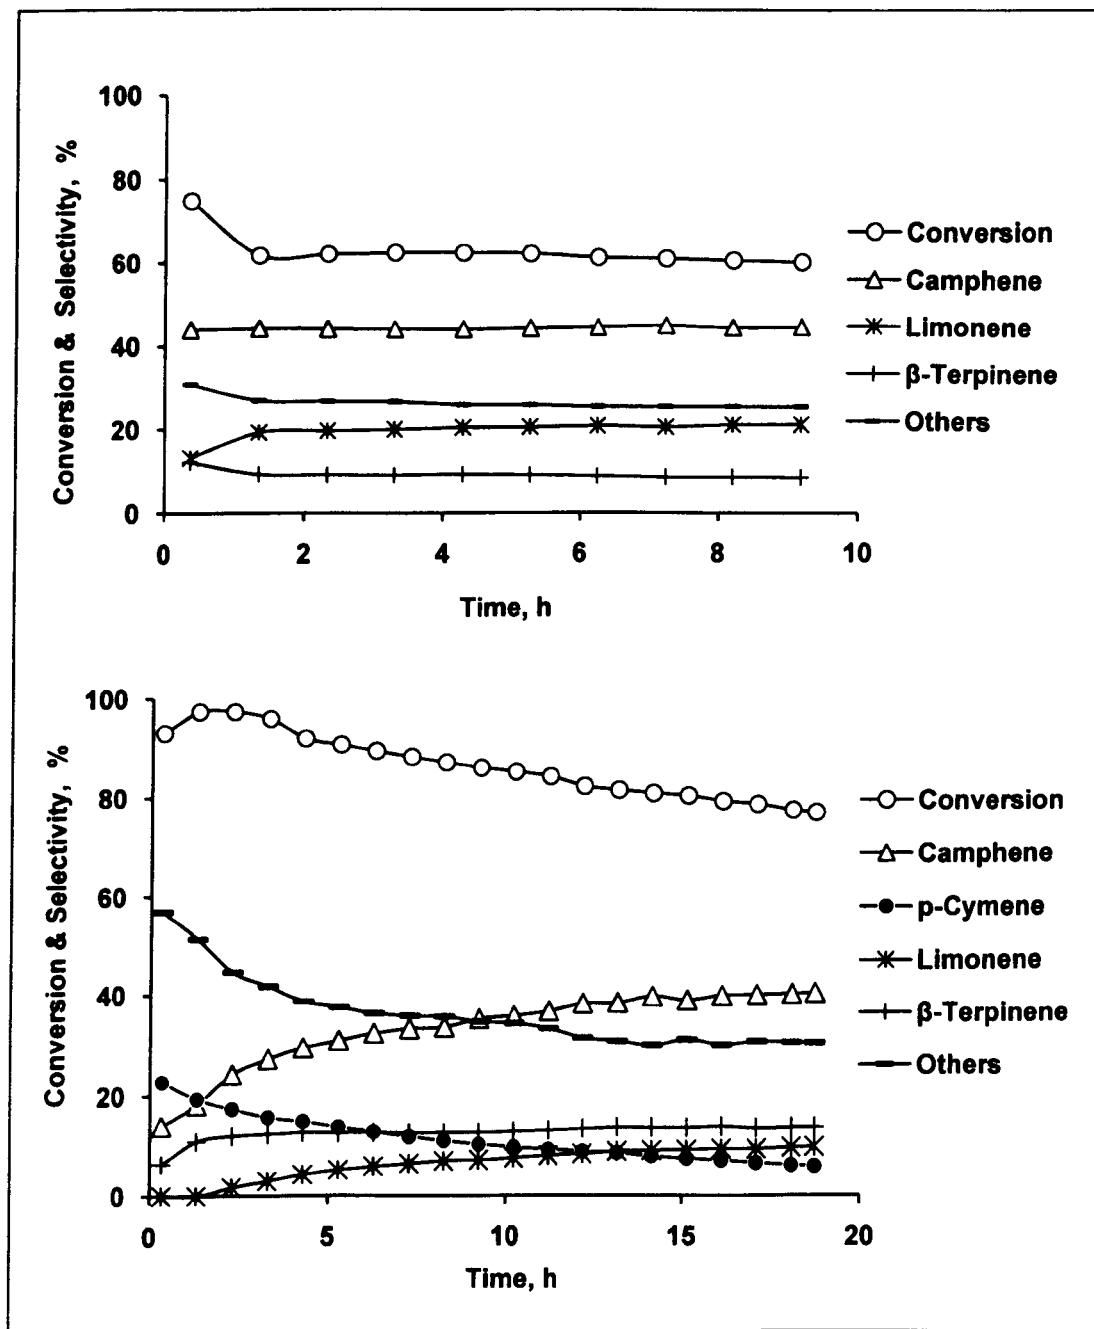 Conversion & Selectivity, %
100
80
60
40
20
0
0 2 4 6 8 10
Time, h
Conversion
Camphene
Limonene
β-Terpinene
Others
Conversion & Selectivity, %
100
80
60
40
20
0
0 5 10 15 20
Time, h
Conversion
Camphene
p-Cymene
Limonene
β-Terpinene
Others